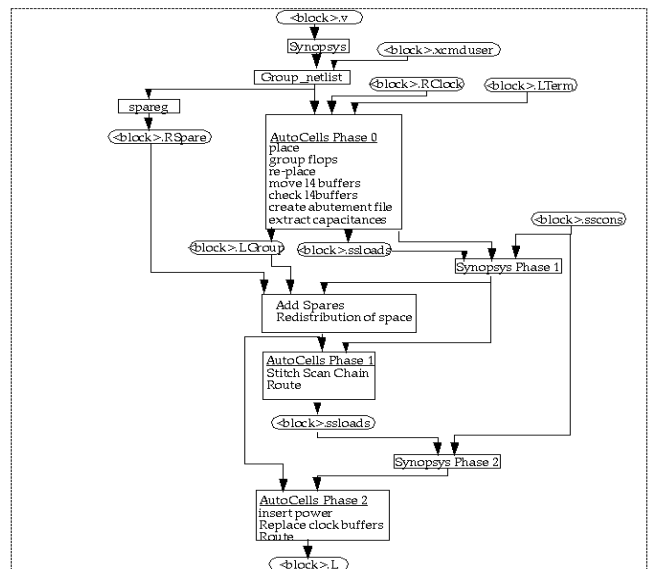 <block>.v
Synopsys
<block>.xcmduser
Group_netlist
<block>.RClock
<block>.LTerm
spareg
<block>.RSpare
AutoCells Phase 0
place
group flops
re-place
move l4 buffers
check l4buffers
create abutement file
extract capacitances
<block>.sscons
<block>.LGroup
<block>.ssloads
Synopsys Phase 1
Add Spares
Redistribution of space
AutoCells Phase 1
Stitch Scan Chain
Route
<block>.ssloads
Synopsys Phase 2
AutoCells Phase 2
insert power
Replace clock buffers
Route
<block>.L